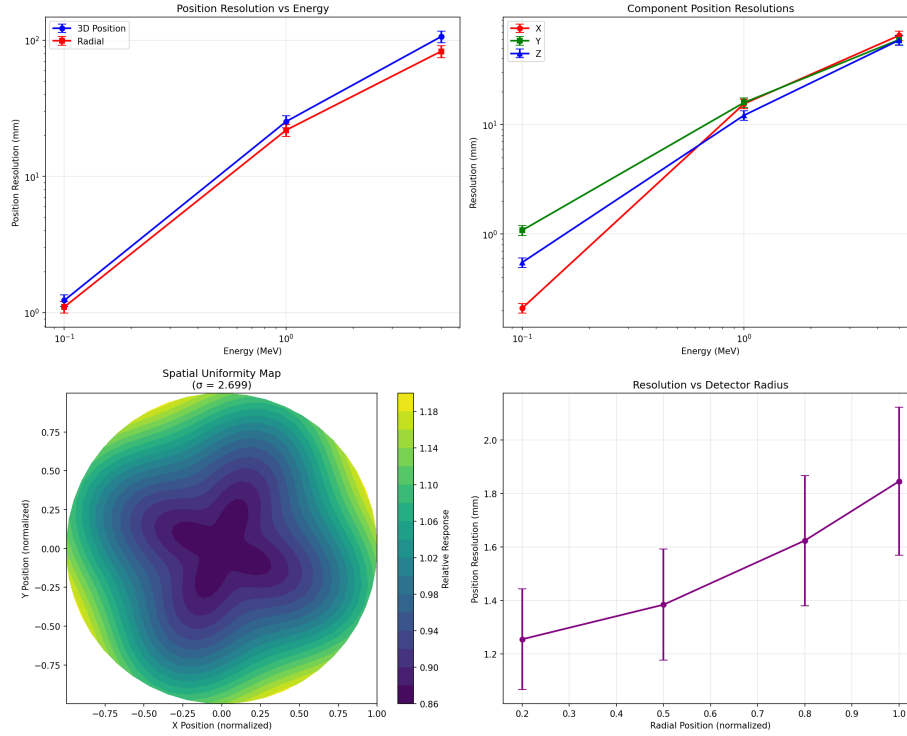 Position Resolution vs Energy
3D Position
Radial
10²
10¹
10⁰
Position Resolution (mm)
10⁻¹
10⁰
Energy (MeV)
Component Position Resolutions
X
Y
Z
10¹
10⁰
Resolution (mm)
10⁻¹
10⁰
Energy (MeV)
Spatial Uniformity Map
(σ = 2.699)
0.75
0.50
0.25
0.00
−0.25
−0.50
−0.75
Y Position (normalized)
−0.75 −0.50 −0.25 0.00 0.25 0.50 0.75 1.00
X Position (normalized)
1.18
1.14
1.10
1.06
1.02
0.98
0.94
0.90
0.86
Relative Response
Resolution vs Detector Radius
2.0
1.8
1.6
1.4
1.2
Position Resolution (mm)
0.2 0.3 0.4 0.5 0.6 0.7 0.8 0.9 1.0
Radial Position (normalized)